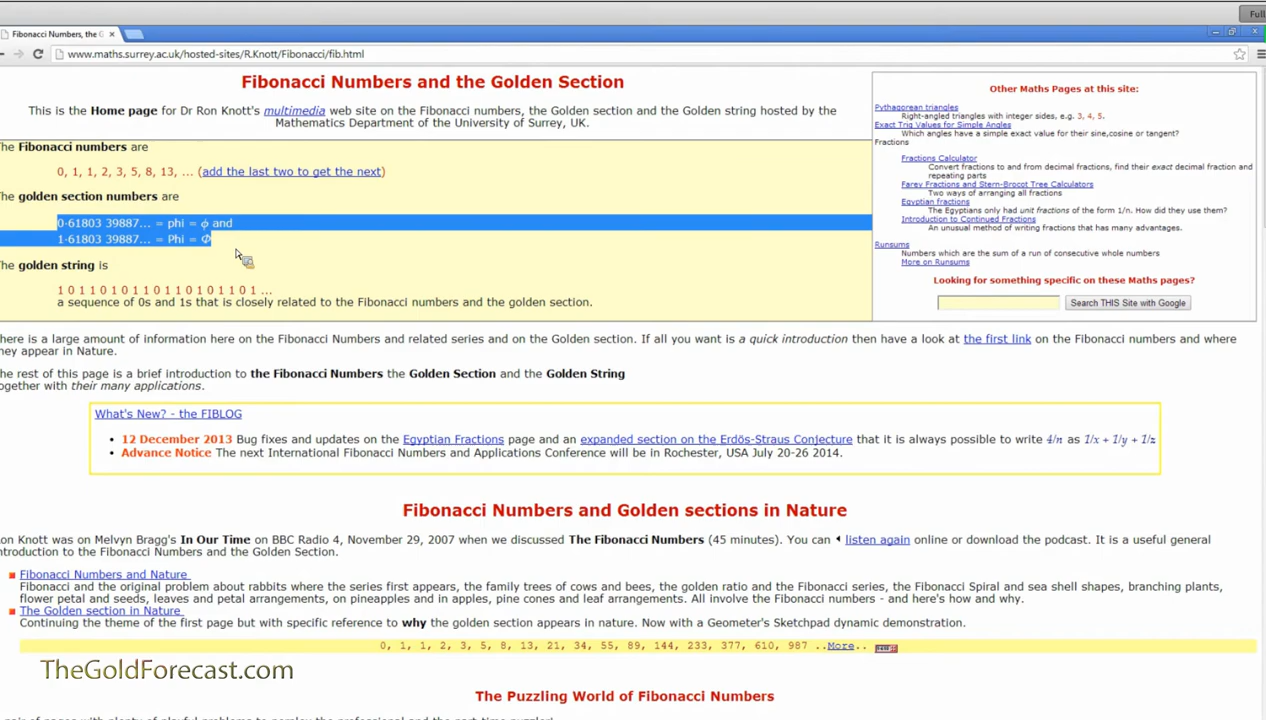 Full
Fibonacci Numbers, the G
www.maths.surrey.ac.uk/hosted-sites/R.Knott/Fibonacci/fib.html
Fibonacci Numbers and the Golden Section
This is the Home page for Dr Ron Knott's multimedia web site on the Fibonacci numbers, the Golden section and the Golden string hosted by the
Mathematics Department of the University of Surrey, UK.
he Fibonacci numbers are
0, 1, 1, 2, 3, 5, 8, 13, ... (add the last two to get the next)
he golden section numbers are
0·61803 39887... = phi = ϕ and
1·61803 39887... = Phi = Φ
he golden string is
1 0 1 1 0 1 0 1 1 0 1 1 0 1 0 1 1 0 1 ...
a sequence of 0s and 1s that is closely related to the Fibonacci numbers and the golden section.
Other Maths Pages at this site:
Pythagorean triangles
Right-angled triangles with integer sides, e.g. 3, 4, 5.
Exact Trig Values for Simple Angles
Which angles have a simple exact value for their sine,cosine or tangent?
Fractions
Fractions Calculator
Convert fractions to and from decimal fractions, find their exact decimal fraction and
repeating parts
Farey Fractions and Stern-Brocot Tree Calculators
Two ways of arranging all fractions
Egyptian fractions
The Egyptians only had unit fractions of the form 1/n. How did they use them?
Introduction to Continued Fractions
An unusual method of writing fractions that has many advantages.
Runsums
Numbers which are the sum of a run of consecutive whole numbers
More on Runsums
Looking for something specific on these Maths pages?
Search THIS Site with Google
here is a large amount of information here on the Fibonacci Numbers and related series and on the Golden section. If all you want is a quick introduction then have a look at the first link on the Fibonacci numbers and where
hey appear in Nature.
he rest of this page is a brief introduction to the Fibonacci Numbers the Golden Section and the Golden String
ogether with their many applications.
What's New? - the FIBLOG
• 12 December 2013 Bug fixes and updates on the Egyptian Fractions page and an expanded section on the Erdös-Straus Conjecture that it is always possible to write 4/n as 1/x + 1/y + 1/z
• Advance Notice The next International Fibonacci Numbers and Applications Conference will be in Rochester, USA July 20-26 2014.
Fibonacci Numbers and Golden sections in Nature
on Knott was on Melvyn Bragg's In Our Time on BBC Radio 4, November 29, 2007 when we discussed The Fibonacci Numbers (45 minutes). You can listen again online or download the podcast. It is a useful general
ntroduction to the Fibonacci Numbers and the Golden Section.
Fibonacci Numbers and Nature
Fibonacci and the original problem about rabbits where the series first appears, the family trees of cows and bees, the golden ratio and the Fibonacci series, the Fibonacci Spiral and sea shell shapes, branching plants,
flower petal and seeds, leaves and petal arrangements, on pineapples and in apples, pine cones and leaf arrangements. All involve the Fibonacci numbers - and here's how and why.
The Golden section in Nature
Continuing the theme of the first page but with specific reference to why the golden section appears in nature. Now with a Geometer's Sketchpad dynamic demonstration.
0, 1, 1, 2, 3, 5, 8, 13, 21, 34, 55, 89, 144, 233, 377, 610, 987 ..More..
TheGoldForecast.com
The Puzzling World of Fibonacci Numbers